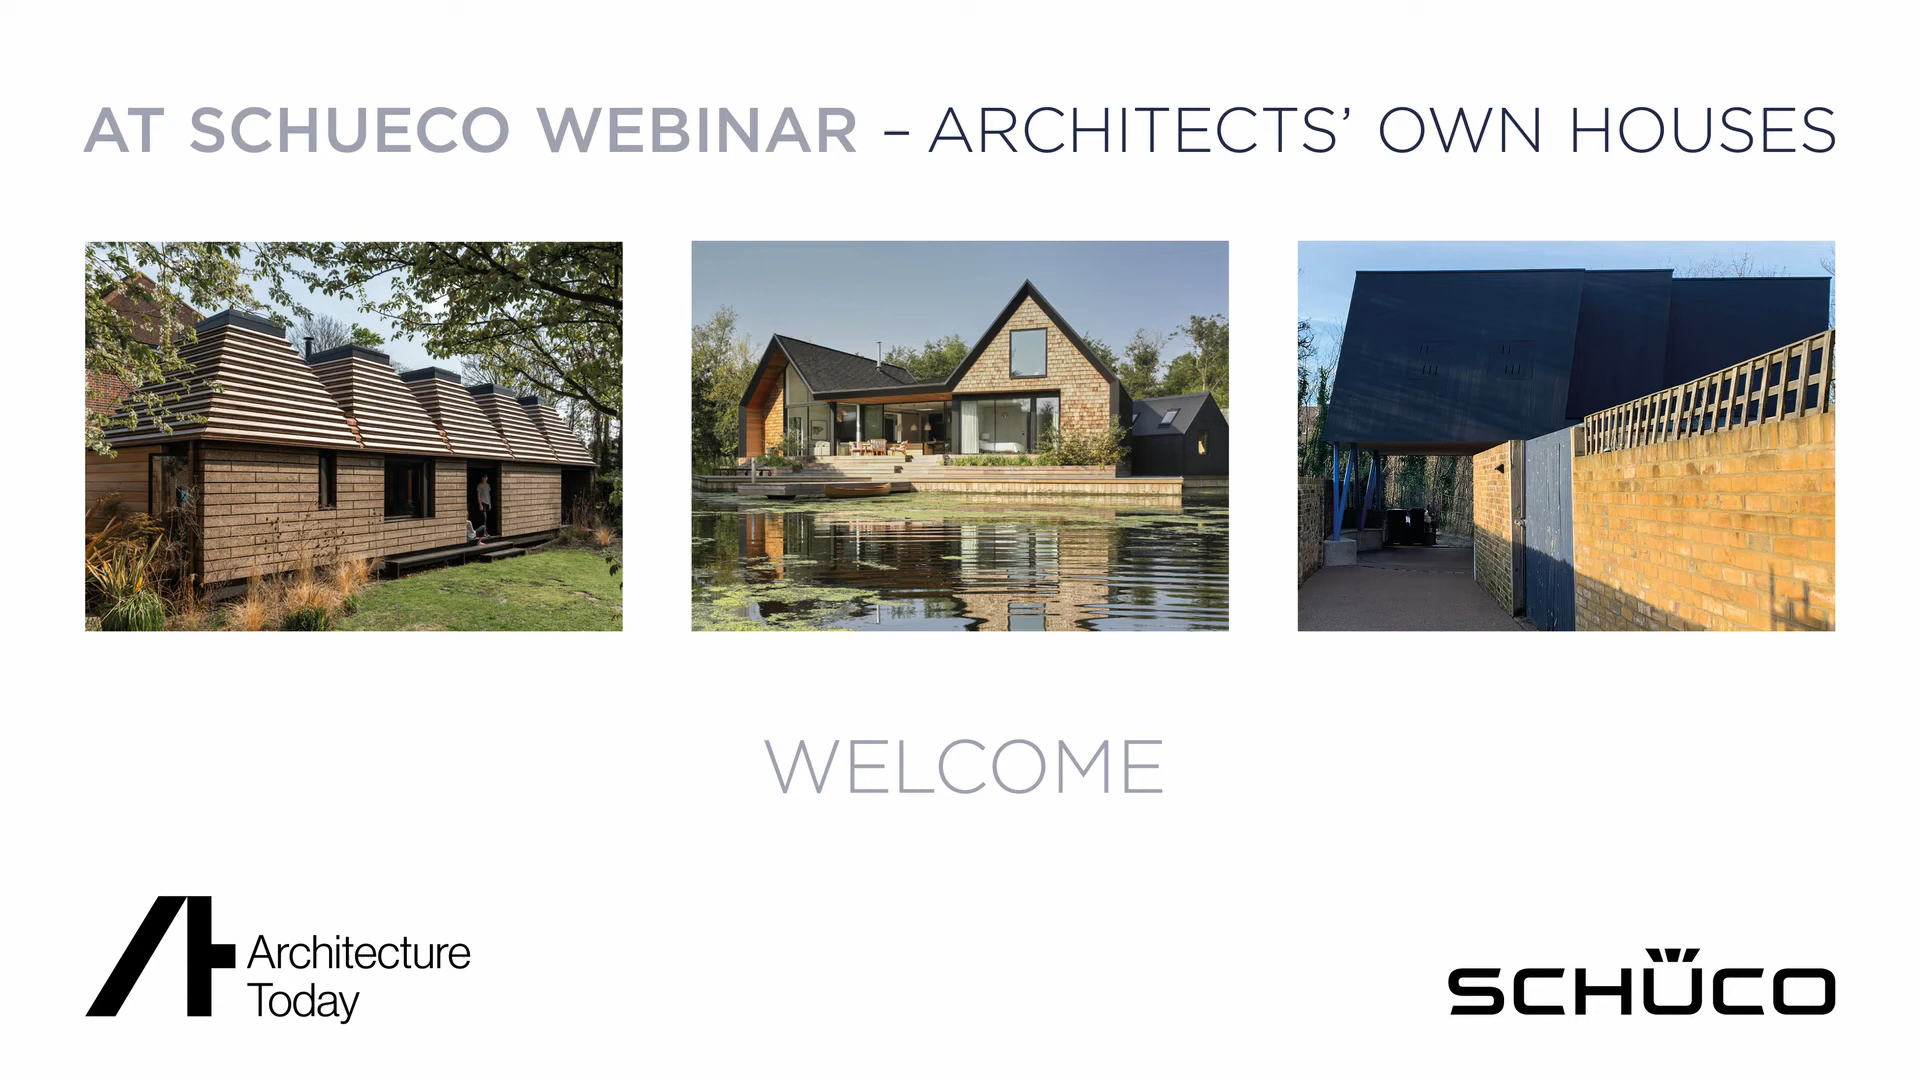 AT SCHUECO WEBINAR – ARCHITECTS’ OWN HOUSES
WELCOME
Architecture
Today
SCHÜCO